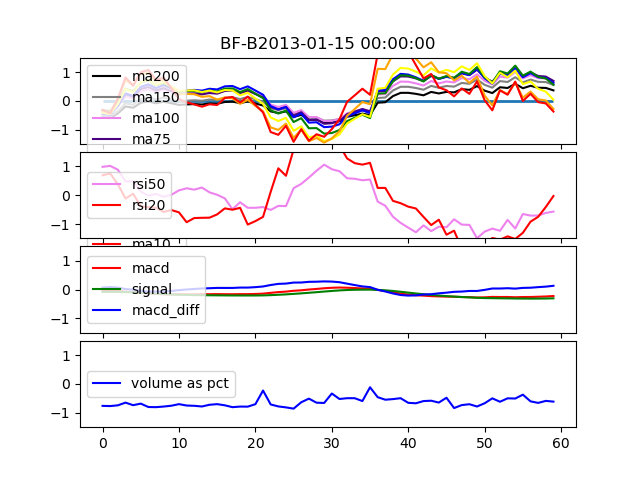 BF-B2013-01-15 00:00:00
1
0
−1
ma200
ma150
ma100
ma75
1
0
−1
rsi50
rsi20
ma10
1
0
−1
macd
signal
macd_diff
1
0
−1
volume as pct
0 10 20 30 40 50 60